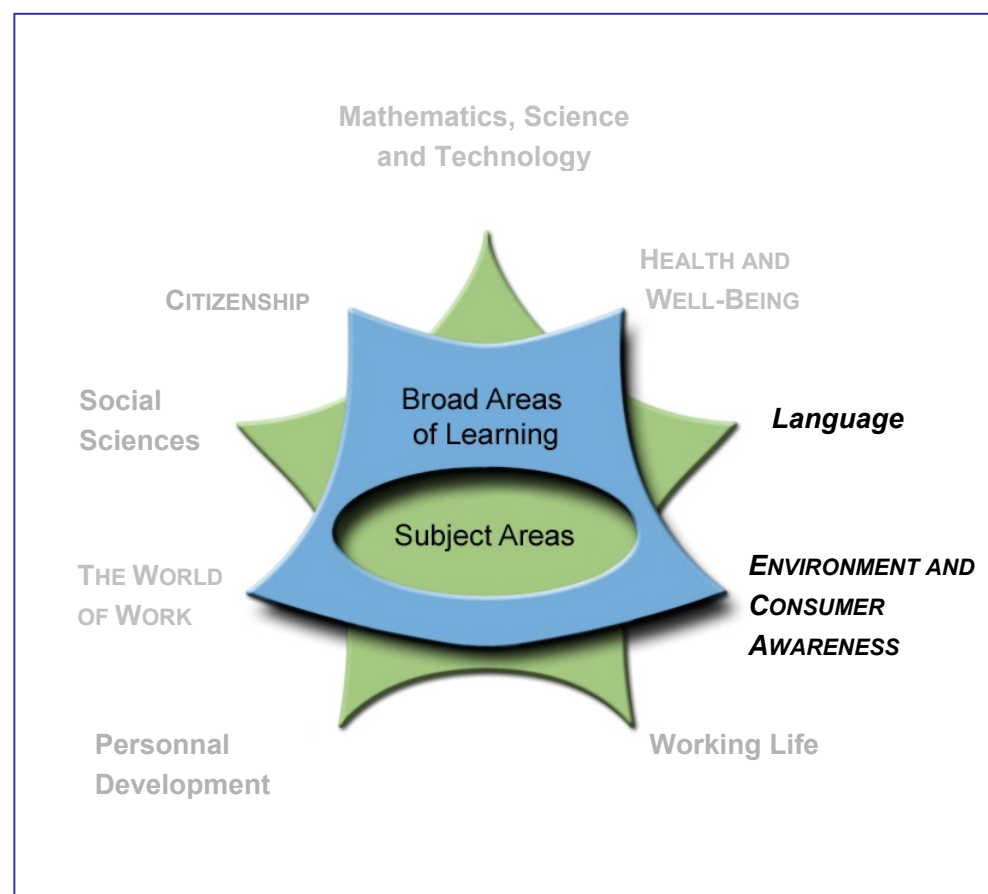 Mathematics, Science
and Technology
HEALTH AND
WELL-BEING
CITIZENSHIP
Broad Areas
of Learning
Social
Sciences
Language
Subject Areas
THE WORLD
OF WORK
ENVIRONMENT AND
CONSUMER
AWARENESS
Personnal
Development
Working Life